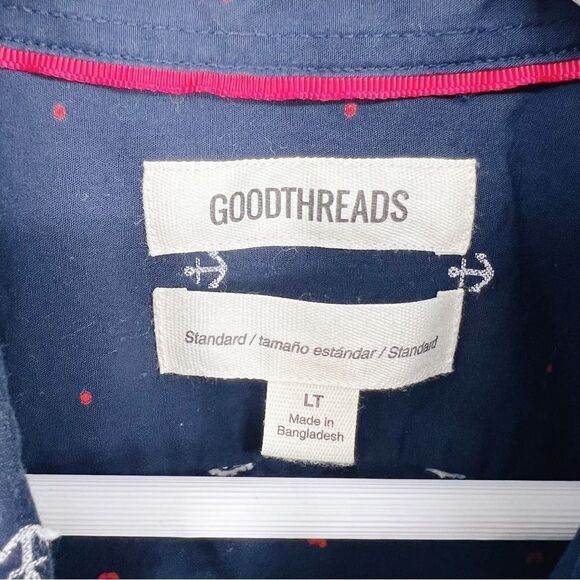 GOODTHREADS
Standard / tamaño estándar / Standard
LT
Made in
Bangladesh